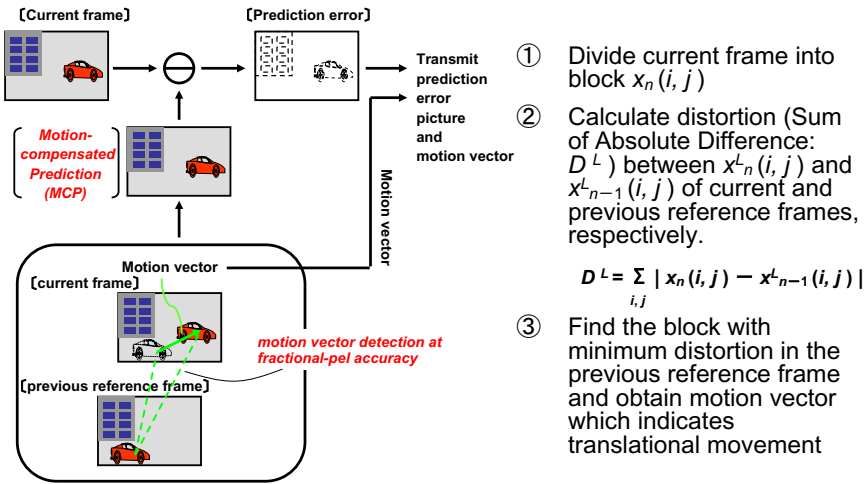 〔Current frame〕
〔Prediction error〕
Transmit
prediction
error
picture
and
motion vector
Motion-
compensated
Prediction
(MCP)
Motion vector
Motion vector
〔current frame〕
motion vector detection at
fractional-pel accuracy
〔previous reference frame〕
① Divide current frame into
block xₙ (i, j )
② Calculate distortion (Sum
of Absolute Difference:
D ᴸ ) between xᴸₙ (i, j ) and
xᴸₙ₋₁ (i, j ) of current and
previous reference frames,
respectively.
D ᴸ = Σ | xₙ (i, j ) − xᴸₙ₋₁ (i, j ) |
i, j
③ Find the block with
minimum distortion in the
previous reference frame
and obtain motion vector
which indicates
translational movement